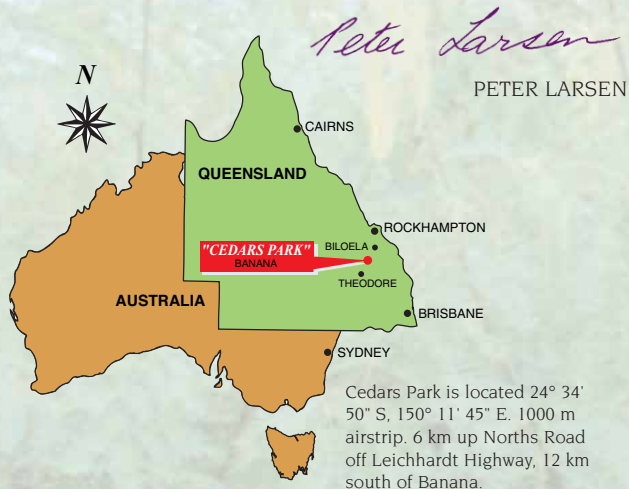 Peter Larsen
PETER LARSEN
N
CAIRNS
QUEENSLAND
ROCKHAMPTON
BILOELA
"CEDARS PARK"
BANANA
THEODORE
AUSTRALIA
BRISBANE
SYDNEY
Cedars Park is located 24° 34'
50" S, 150° 11' 45" E. 1000 m
airstrip. 6 km up Norths Road
off Leichhardt Highway, 12 km
south of Banana.